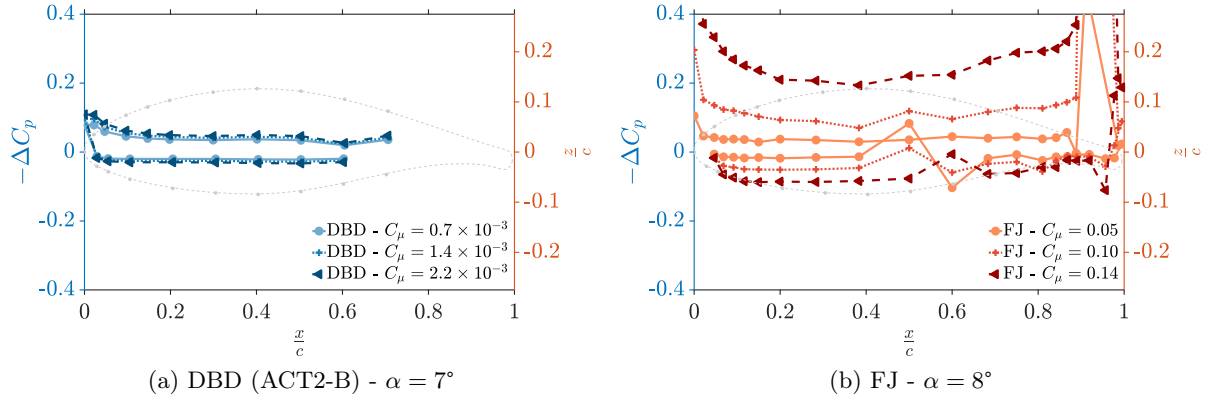 0.4
0.2
0
-0.2
-0.4
−ΔC_p
0.2
0.1
0
-0.1
-0.2
z/c
DBD - C_μ = 0.7 × 10⁻³
DBD - C_μ = 1.4 × 10⁻³
DBD - C_μ = 2.2 × 10⁻³
0 0.2 0.4 0.6 0.8 1
x/c
(a) DBD (ACT2-B) - α = 7°
0.4
0.2
0
-0.2
-0.4
−ΔC_p
0.2
0.1
0
-0.1
-0.2
z/c
FJ - C_μ = 0.05
FJ - C_μ = 0.10
FJ - C_μ = 0.14
0 0.2 0.4 0.6 0.8 1
x/c
(b) FJ - α = 8°